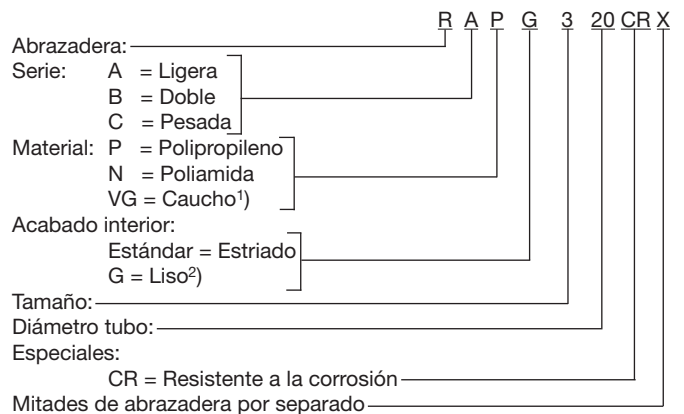 R A P G 3 20 CR X
Abrazadera:
Serie: A = Ligera
B = Doble
C = Pesada
Material: P = Polipropileno
N = Poliamida
VG = Caucho¹)
Acabado interior:
Estándar = Estriado
G = Liso²)
Tamaño:
Diámetro tubo:
Especiales:
CR = Resistente a la corrosión
Mitades de abrazadera por separado